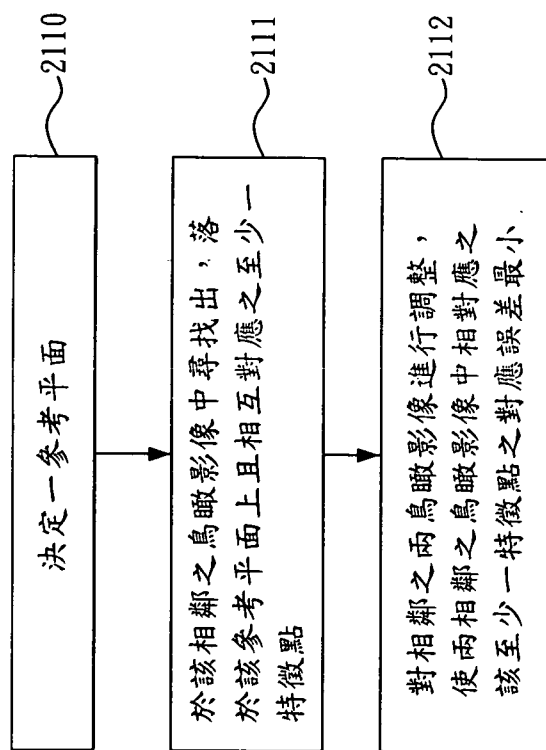 決定一參考平面
2110
於該相鄰之鳥瞰影像中尋找出，落
於該參考平面上且相互對應之至少一
特徵點
2111
對相鄰之兩鳥瞰影像進行調整，
使兩相鄰之鳥瞰影像中相對應之
該至少一特徵點之對應誤差最小.
2112